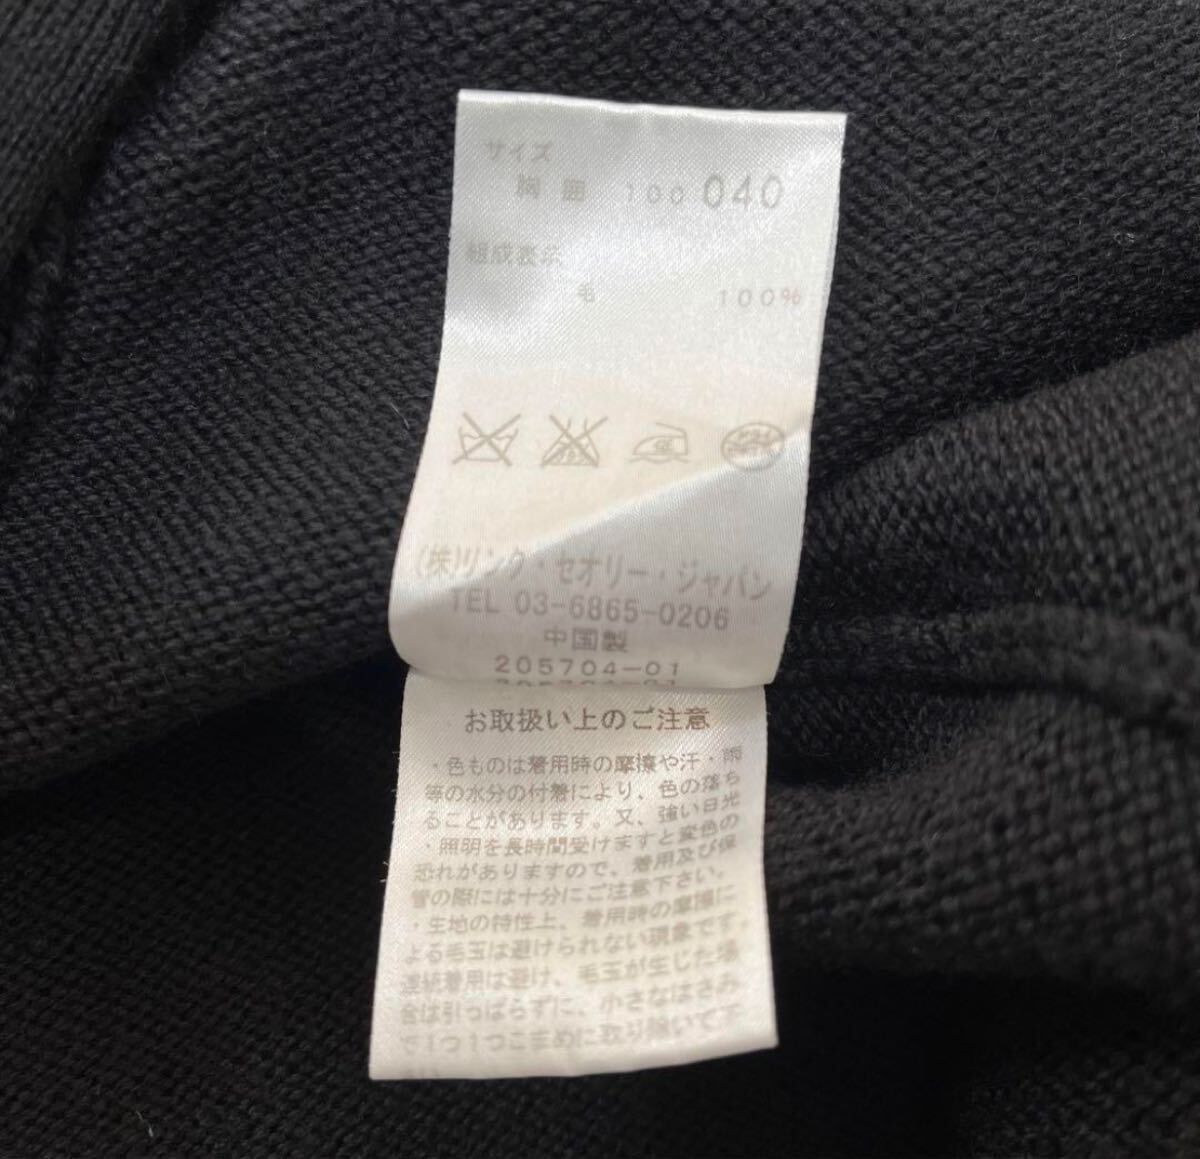 サイズ
胸囲 100 040
組成表示
毛 100%
(株)リンク・セオリー・ジャパン
TEL 03-6865-0206
中国製
205704-01
お取扱い上のご注意
・色ものは着用時の摩擦や汗・雨
等の水分の付着により、色の落ち
ることがあります。又、強い日光
・照明を長時間受けますと変色の
恐れがありますので、着用及び保
管の際には十分にご注意下さい。
・生地の特性上。着用時の摩擦に
よる毛玉は避けられない現象です
連続着用は避け、毛玉が生じた場
合は引っぱらずに、小さなはさみ
で1つ1つこまめに取り除いて下